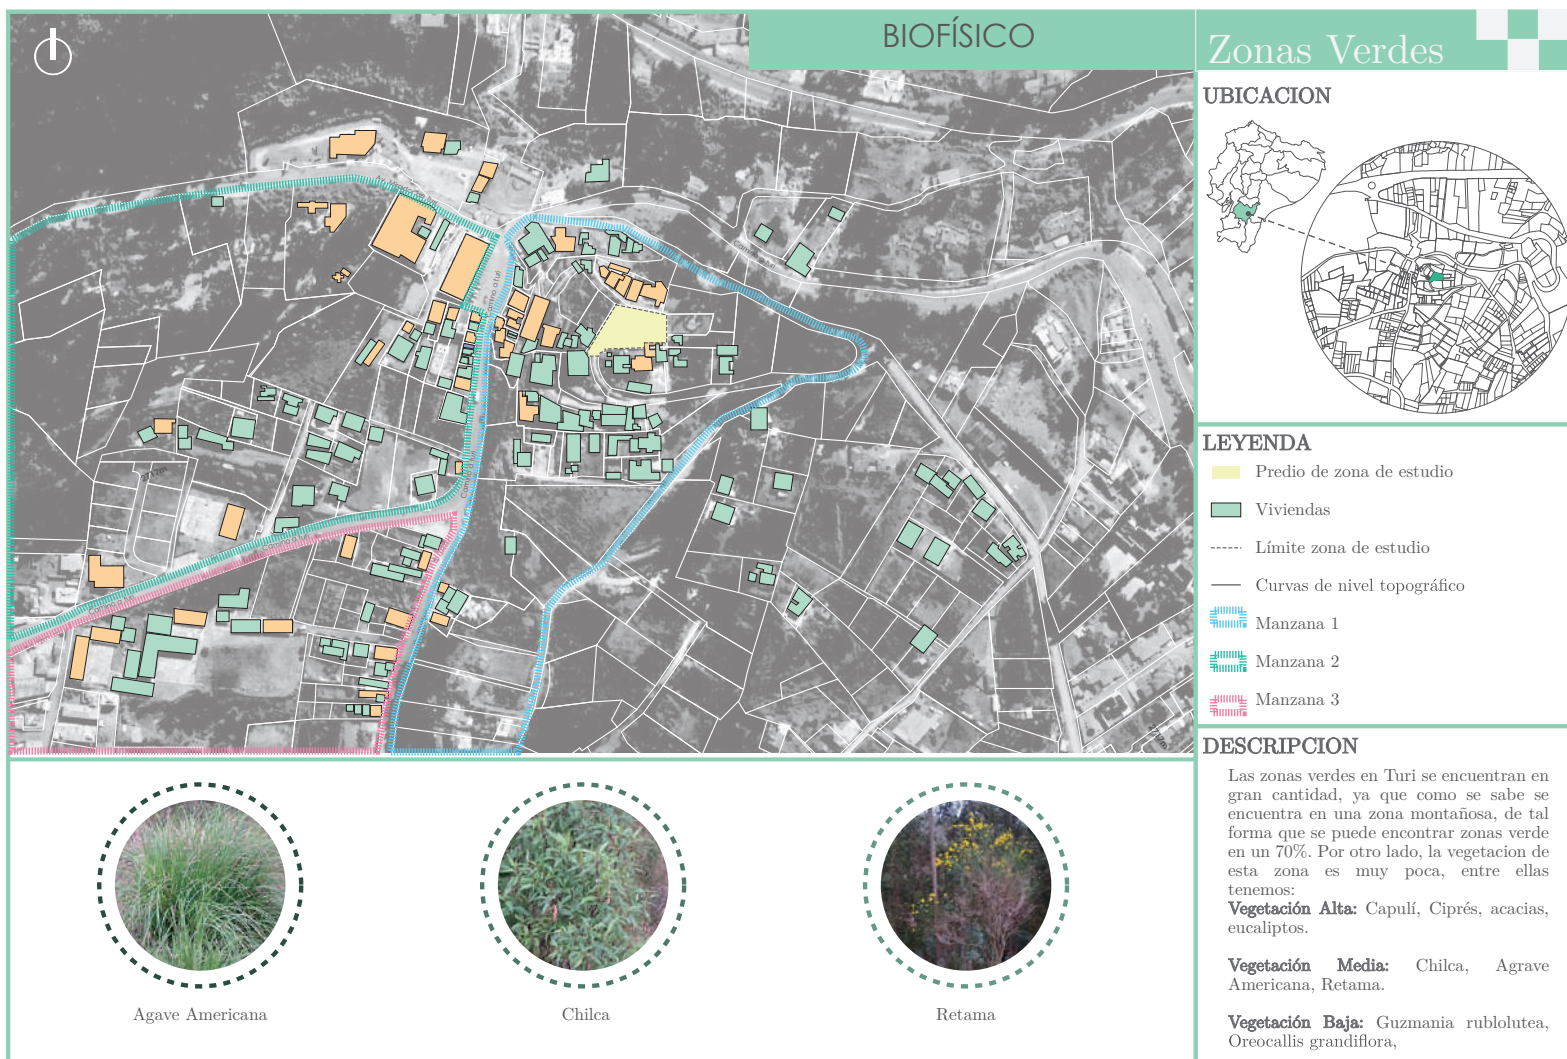 BIOFÍSICO
Zonas Verdes
UBICACION
LEYENDA
Predio de zona de estudio
Viviendas
Límite zona de estudio
Curvas de nivel topográfico
Manzana 1
Manzana 2
Manzana 3
DESCRIPCION
Las zonas verdes en Turi se encuentran en
gran cantidad, ya que como se sabe se
encuentra en una zona montañosa, de tal
forma que se puede encontrar zonas verde
en un 70%. Por otro lado, la vegetacion de
esta zona es muy poca, entre ellas
tenemos:
Vegetación Alta: Capulí, Ciprés, acacias,
eucaliptos.
Vegetación Media: Chilca, Agrave
Americana, Retama.
Vegetación Baja: Guzmania rublolutea,
Oreocallis grandiflora,
Agave Americana
Chilca
Retama